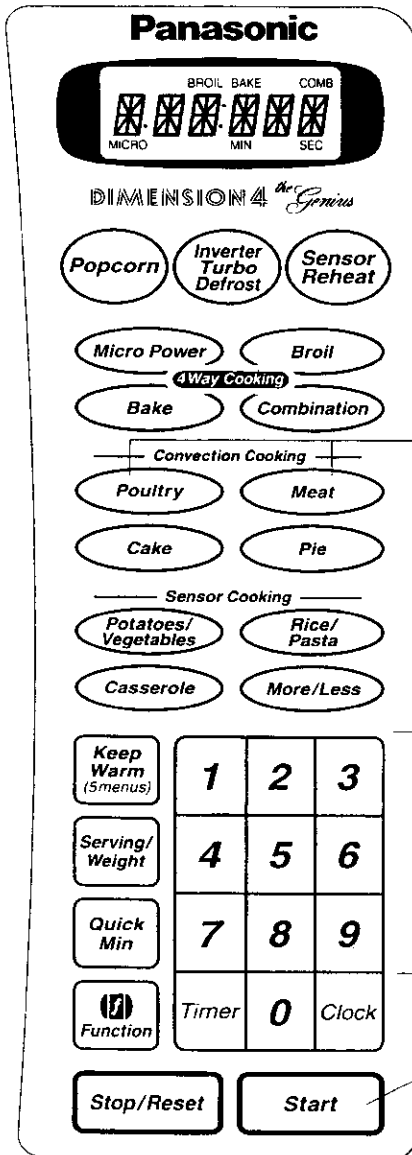 Panasonic
BROIL BAKE COMB
MICRO MIN SEC
DIMENSION 4 the Genius
Popcorn
Inverter
Turbo
Defrost
Sensor
Reheat
Micro Power
Broil
4Way Cooking
Bake
Combination
Convection Cooking
Poultry
Meat
Cake
Pie
Sensor Cooking
Potatoes/
Vegetables
Rice/
Pasta
Casserole
More/Less
Keep
Warm
(5menus)
1 2 3
Serving/
Weight
4 5 6
Quick
Min
7 8 9
f
Function
Timer 0 Clock
Stop/Reset
Start